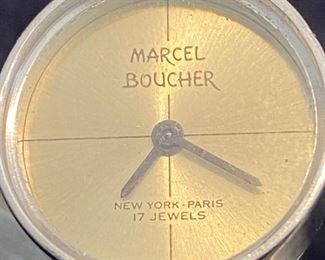 MARCEL
BOUCHER
NEW YORK - PARIS
17 JEWELS